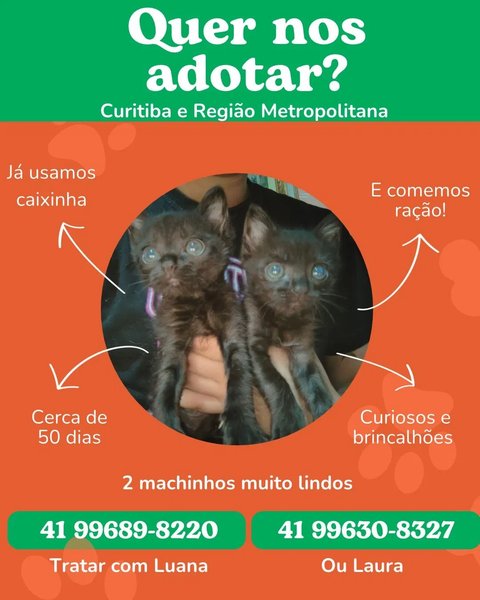 Quer nos
adotar?
Curitiba e Região Metropolitana
Já usamos
caixinha
E comemos
ração!
Cerca de
50 dias
Curiosos e
brincalhões
2 machinhos muito lindos
41 99689-8220
41 99630-8327
Tratar com Luana
Ou Laura